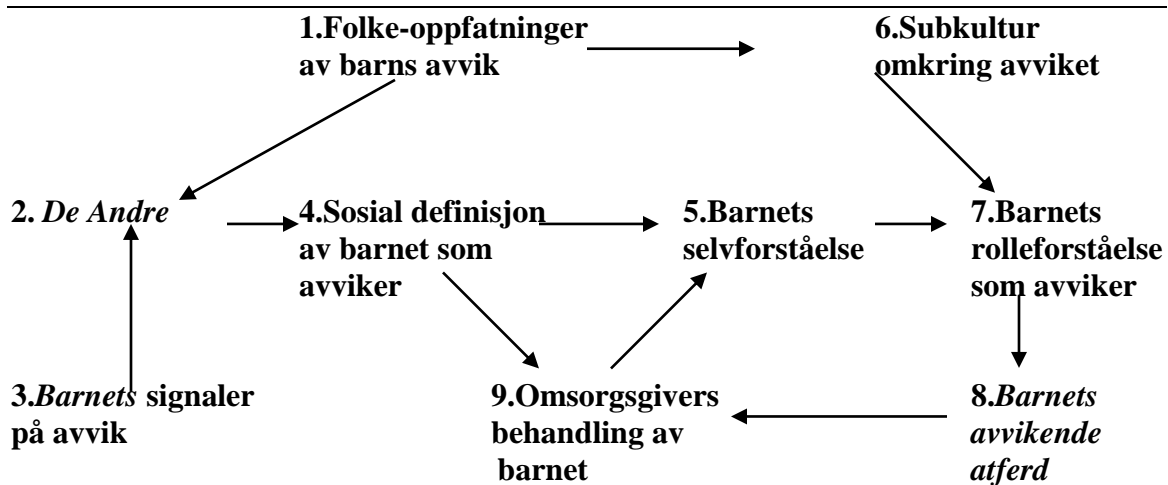 1.Folke-oppfatninger
av barns avvik
6.Subkultur
omkring avviket
2. De Andre
4.Sosial definisjon
av barnet som
avviker
5.Barnets
selvforståelse
7.Barnets
rolleforståelse
som avviker
3.Barnets signaler
på avvik
9.Omsorgsgivers
behandling av
barnet
8.Barnets
avvikende
atferd